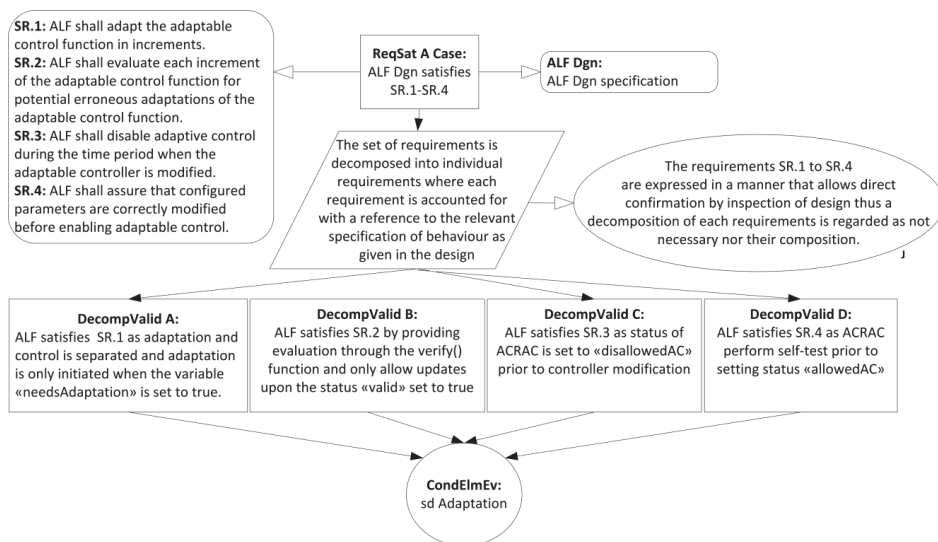 SR.1: ALF shall adapt the adaptable
control function in increments.
SR.2: ALF shall evaluate each increment
of the adaptable control function for
potential erroneous adaptations of the
adaptable control function.
SR.3: ALF shall disable adaptive control
during the time period when the
adaptable controller is modified.
SR.4: ALF shall assure that configured
parameters are correctly modified
before enabling adaptable control.
ReqSat A Case:
ALF Dgn satisfies
SR.1-SR.4
ALF Dgn:
ALF Dgn specification
The set of requirements is
decomposed into individual
requirements where each
requirement is accounted for
with a reference to the relevant
specification of behaviour as
given in the design
The requirements SR.1 to SR.4
are expressed in a manner that allows direct
confirmation by inspection of design thus a
decomposition of each requirements is regarded as not
necessary nor their composition.
J
DecompValid A:
ALF satisfies SR.1 as adaptation and
control is separated and adaptation
is only initiated when the variable
«needsAdaptation» is set to true.
DecompValid B:
ALF satisfies SR.2 by providing
evaluation through the verify()
function and only allow updates
upon the status «valid» set to true
DecompValid C:
ALF satisfies SR.3 as status of
ACRAC is set to «disallowedAC»
prior to controller modification
DecompValid D:
ALF satisfies SR.4 as ACRAC
perform self-test prior to
setting status «allowedAC»
CondElmEv:
sd Adaptation